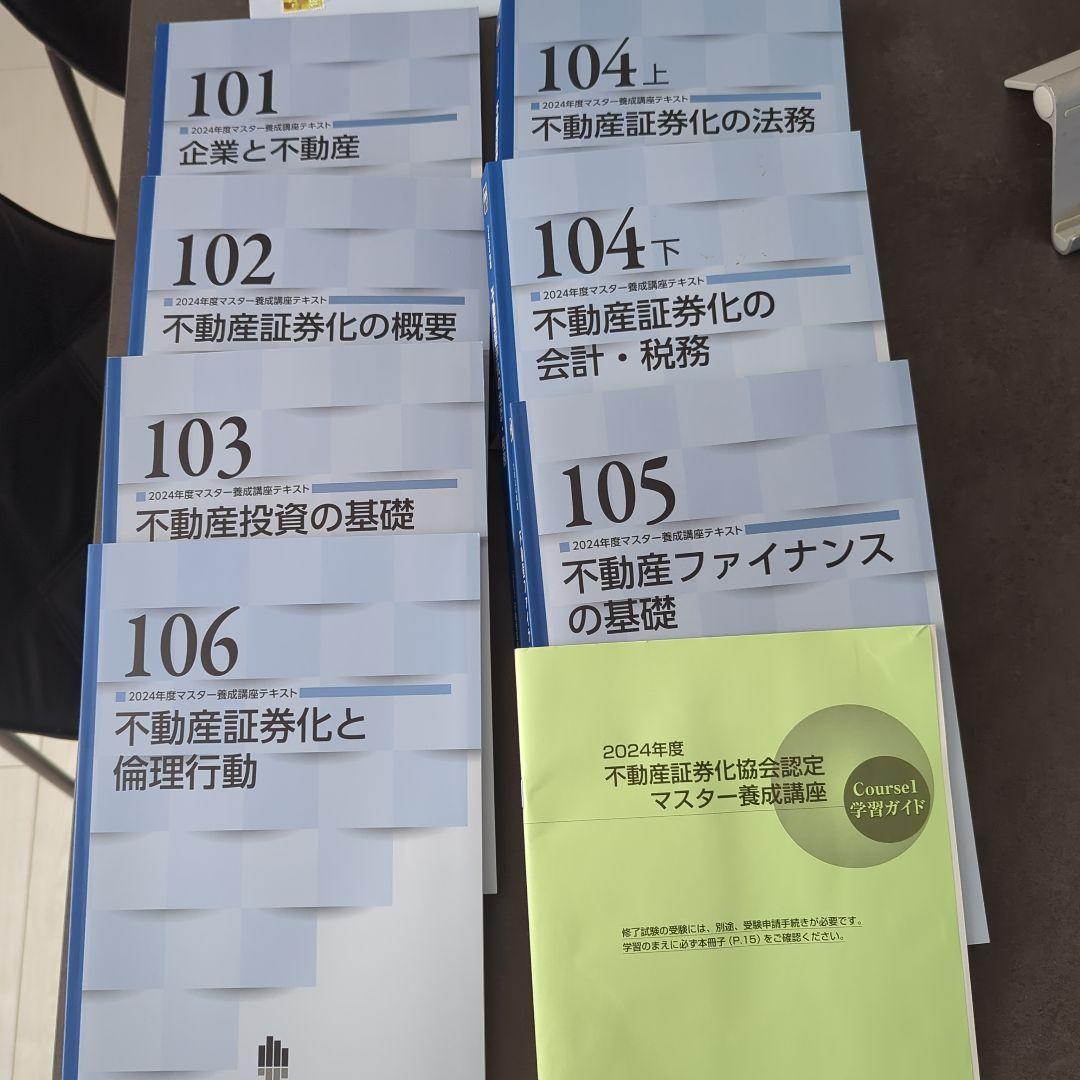 101
2024年度マスター養成講座テキスト
企業と不動産
102
2024年度マスター養成講座テキスト
不動産証券化の概要
103
2024年度マスター養成講座テキスト
不動産投資の基礎
106
2024年度マスター養成講座テキスト
不動産証券化と
倫理行動
104上
2024年度マスター養成講座テキスト
不動産証券化の法務
104下
2024年度マスター養成講座テキスト
不動産証券化の
会計・税務
105
2024年度マスター養成講座テキスト
不動産ファイナンス
の基礎
2024年度
不動産証券化協会認定
マスター養成講座
Course1
学習ガイド
修了試験の受験には、別途、受験申請手続きが必要です。
学習のまえに必ず本冊子（P.15）をご確認ください。